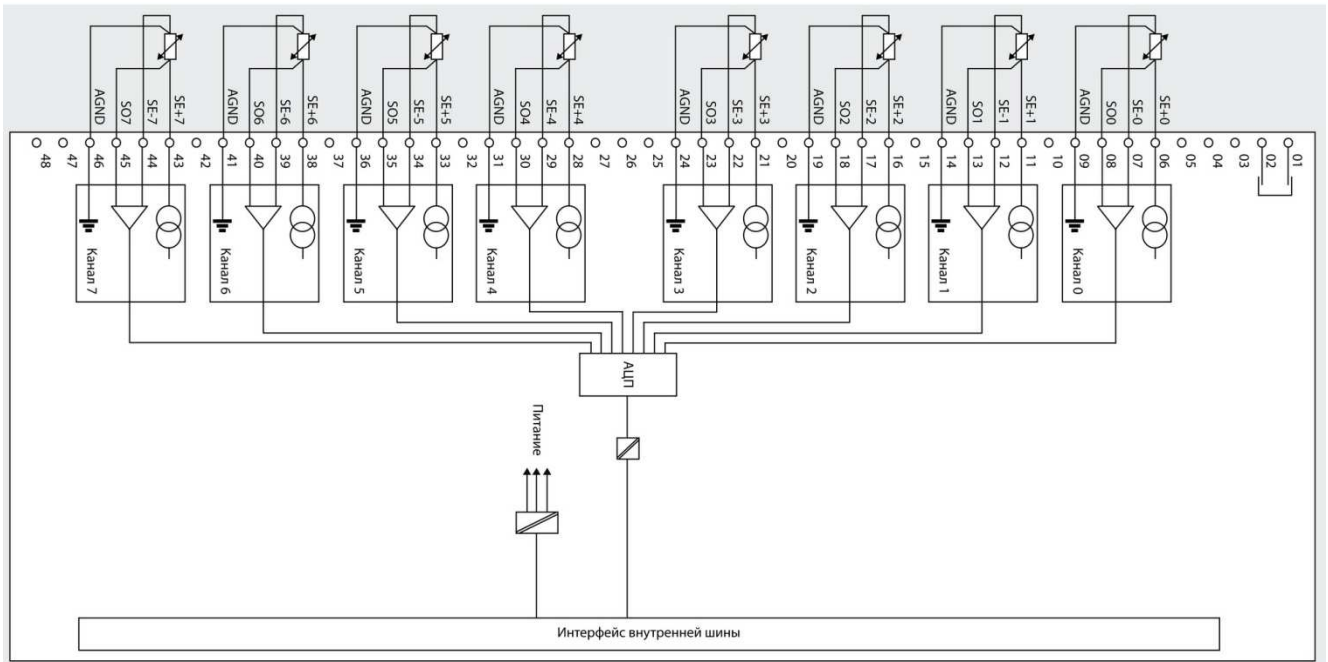 AGND
SO7
SE-7
SE+7
AGND
SO6
SE-6
SE+6
AGND
SO5
SE-5
SE+5
AGND
SO4
SE-4
SE+4
AGND
SO3
SE-3
SE+3
AGND
SO2
SE-2
SE+2
AGND
SO1
SE-1
SE+1
AGND
SO0
SE-0
SE+0
48
47
46
45
44
43
42
41
40
39
38
37
36
35
34
33
32
31
30
29
28
27
26
25
24
23
22
21
20
19
18
17
16
15
14
13
12
11
10
09
08
07
06
05
04
03
02
01
Канал 7
Канал 6
Канал 5
Канал 4
Канал 3
Канал 2
Канал 1
Канал 0
АЦП
Питание
Интерфейс внутренней шины